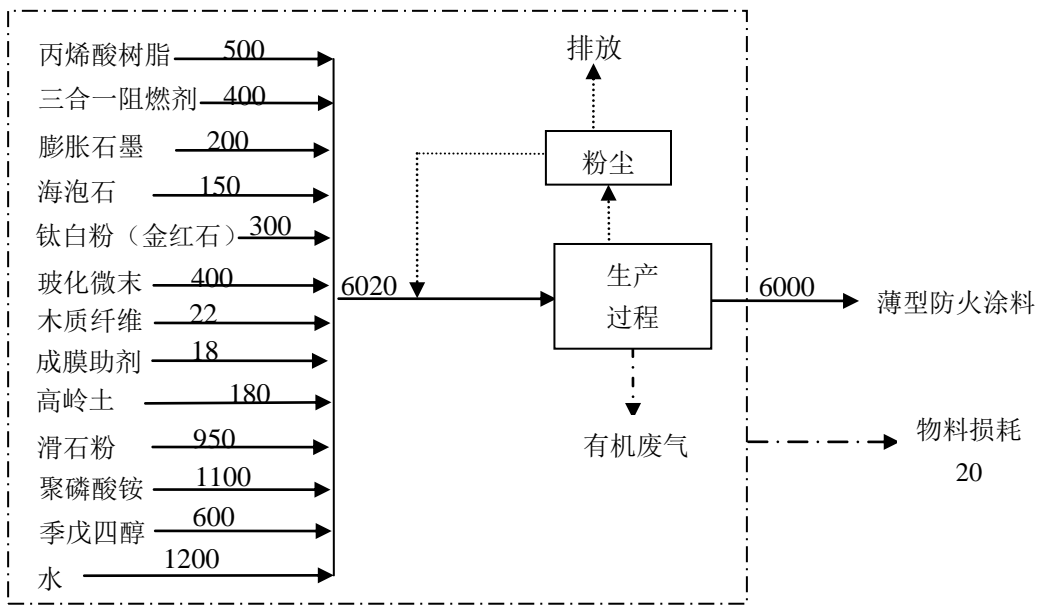 丙烯酸树脂 500
三合一阻燃剂 400
膨胀石墨 200
海泡石 150
钛白粉（金红石） 300
玻化微末 400
木质纤维 22
成膜助剂 18
高岭土 180
滑石粉 950
聚磷酸铵 1100
季戊四醇 600
水 1200
6020
排放
粉尘
生产
过程
有机废气
6000
薄型防火涂料
物料损耗
20